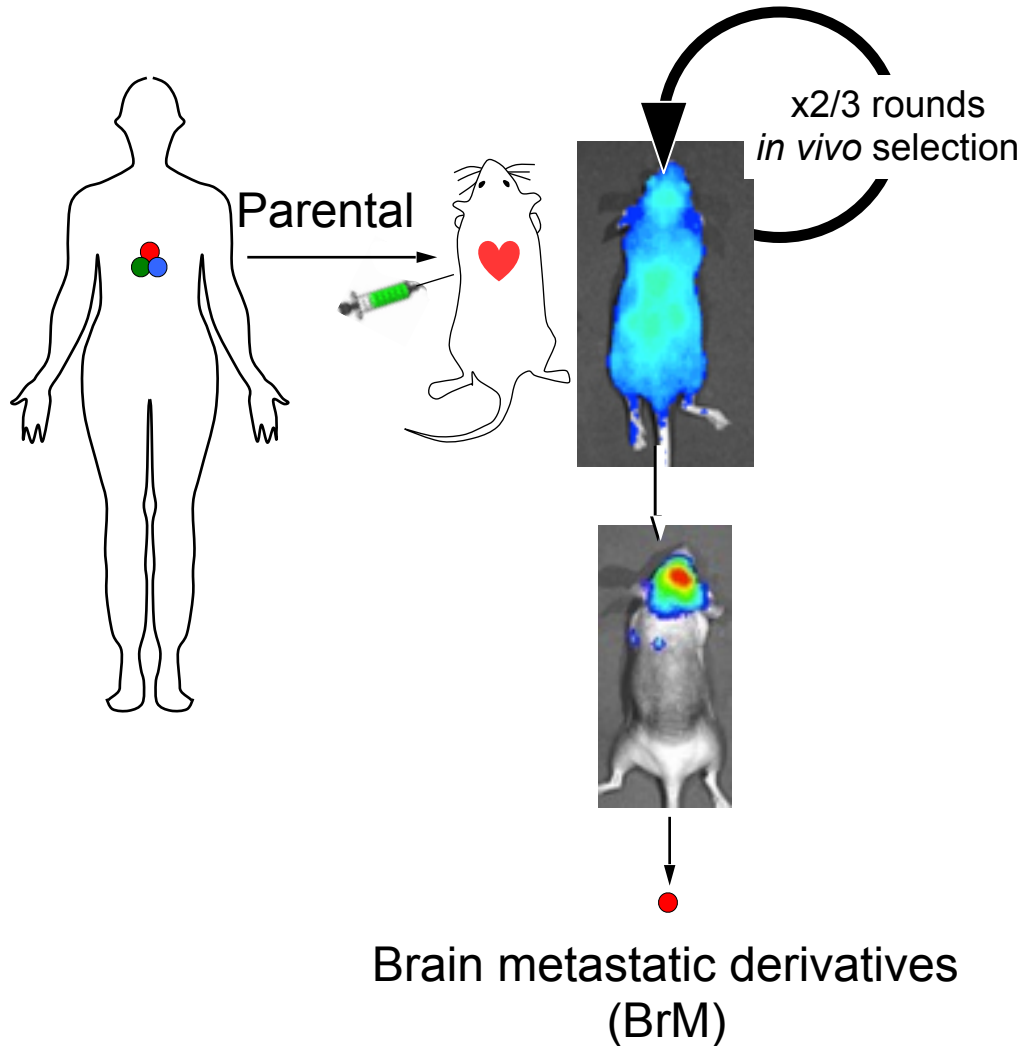 x2/3 rounds
in vivo selection
Parental
Brain metastatic derivatives
(BrM)